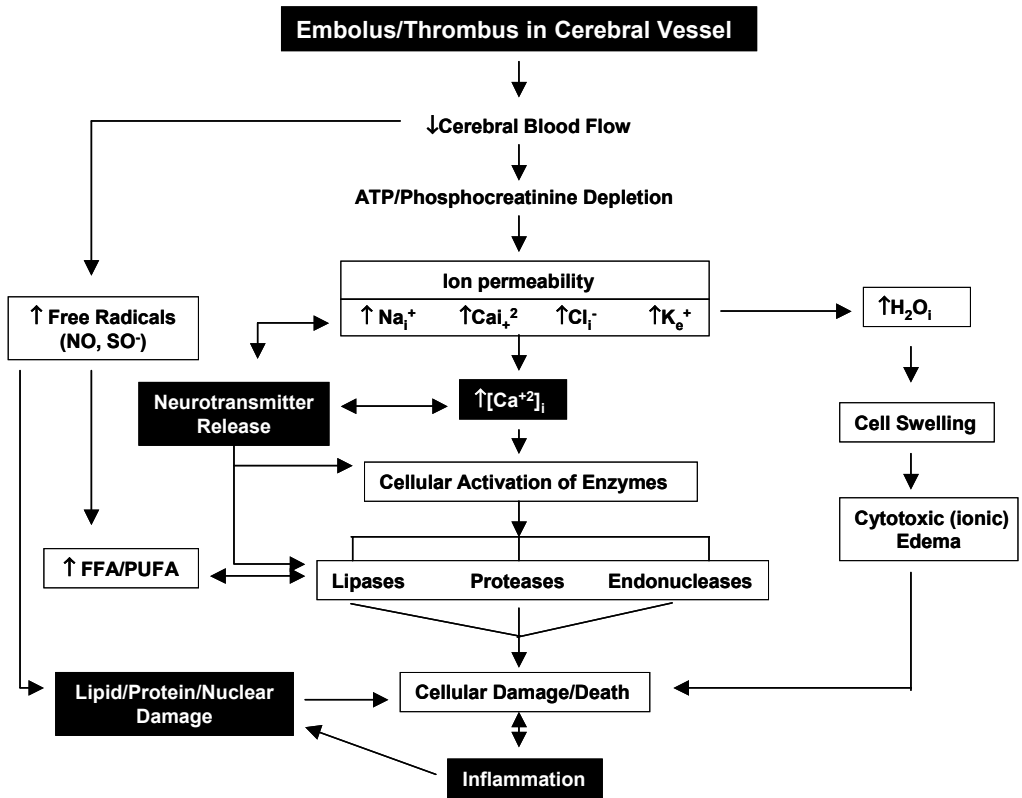 Embolus/Thrombus in Cerebral Vessel
↓Cerebral Blood Flow
ATP/Phosphocreatinine Depletion
Ion permeability
↑ Naᵢ⁺ ↑Cai₊² ↑Clᵢ⁻ ↑Kₑ⁺
↑H₂Oᵢ
↑ Free Radicals
(NO, SO⁻)
Neurotransmitter
Release
↑[Ca⁺²]ᵢ
Cell Swelling
Cellular Activation of Enzymes
Cytotoxic (ionic)
Edema
↑ FFA/PUFA
Lipases Proteases Endonucleases
Lipid/Protein/Nuclear
Damage
Cellular Damage/Death
Inflammation